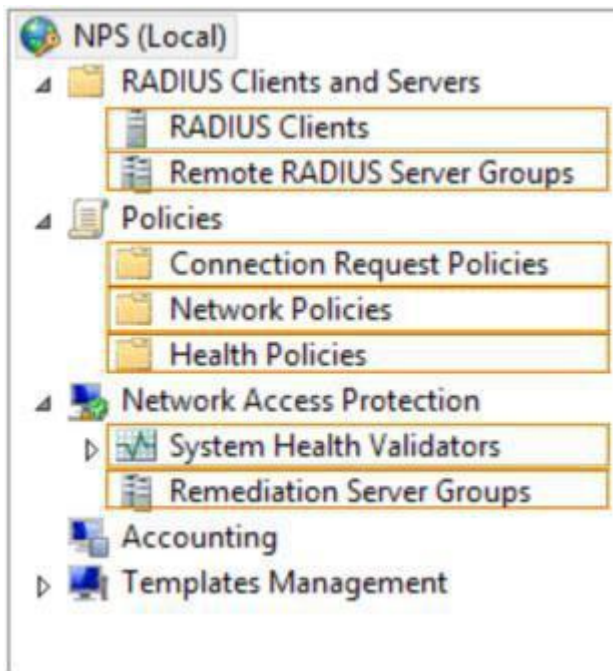 NPS (Local)
RADIUS Clients and Servers
RADIUS Clients
Remote RADIUS Server Groups
Policies
Connection Request Policies
Network Policies
Health Policies
Network Access Protection
System Health Validators
Remediation Server Groups
Accounting
Templates Management